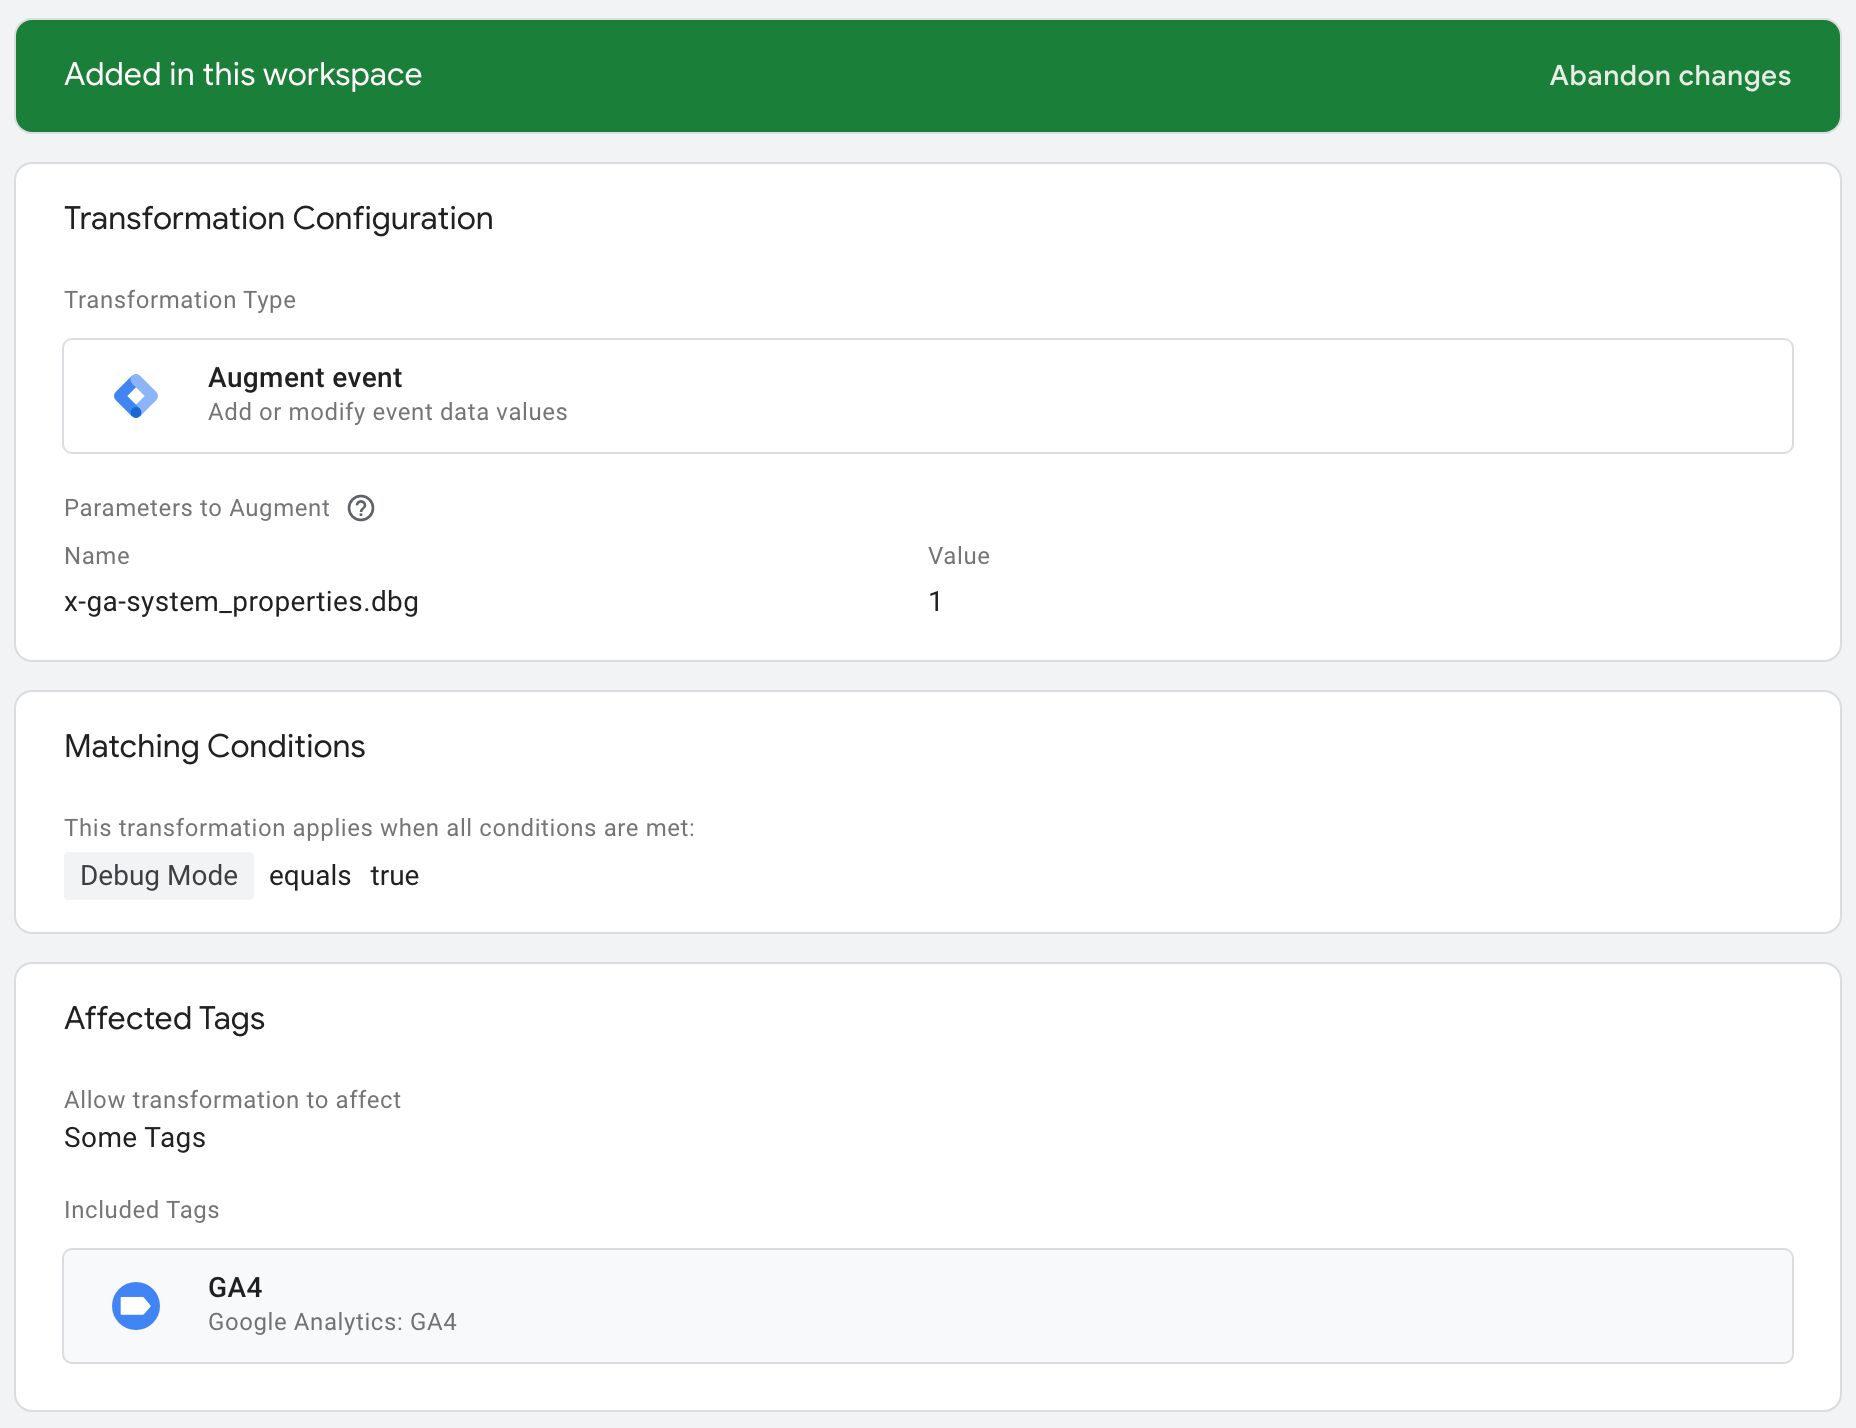 Added in this workspace
Abandon changes
Transformation Configuration
Transformation Type
Augment event
Add or modify event data values
Parameters to Augment
Name
Value
x-ga-system_properties.dbg
1
Matching Conditions
This transformation applies when all conditions are met:
Debug Mode equals true
Affected Tags
Allow transformation to affect
Some Tags
Included Tags
GA4
Google Analytics: GA4